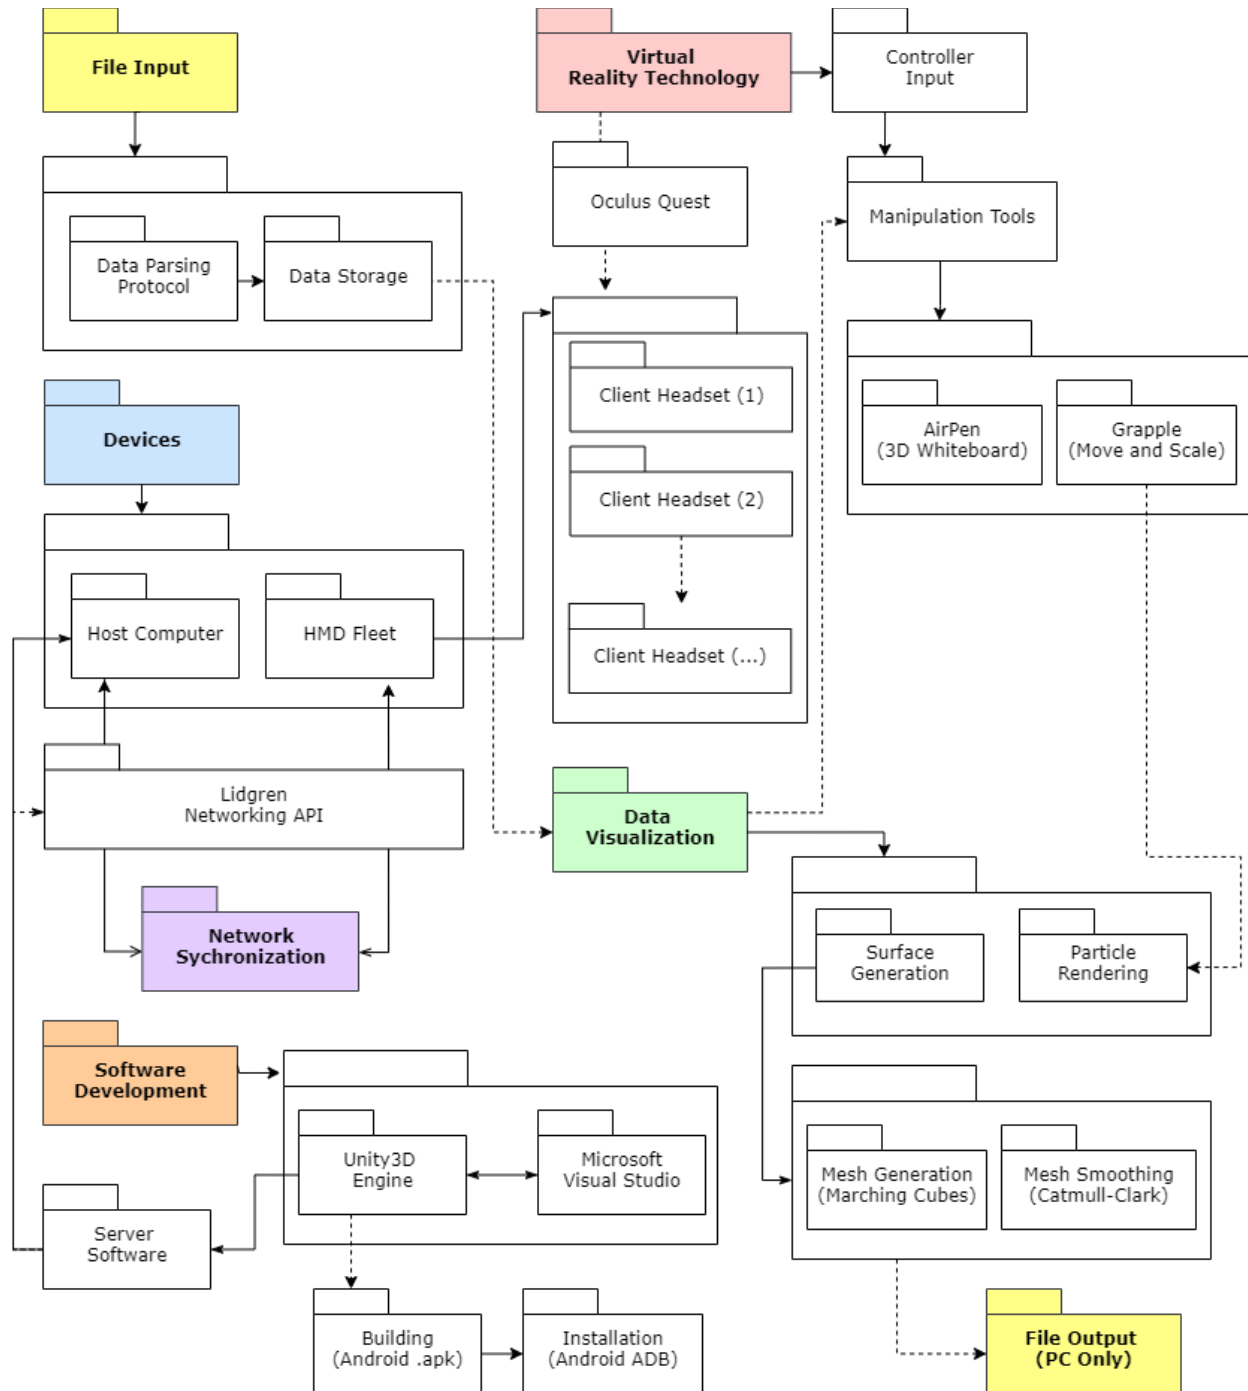 File Input
Virtual
Reality Technology
Controller
Input
Oculus Quest
Manipulation Tools
Data Parsing
Protocol
Data Storage
Client Headset (1)
AirPen
(3D Whiteboard)
Grapple
(Move and Scale)
Devices
Client Headset (2)
Host Computer
HMD Fleet
Client Headset (...)
Lidgren
Networking API
Data
Visualization
Network
Sychronization
Surface
Generation
Particle
Rendering
Software
Development
Unity3D
Engine
Microsoft
Visual Studio
Mesh Generation
(Marching Cubes)
Mesh Smoothing
(Catmull-Clark)
Server
Software
Building
(Android .apk)
Installation
(Android ADB)
File Output
(PC Only)